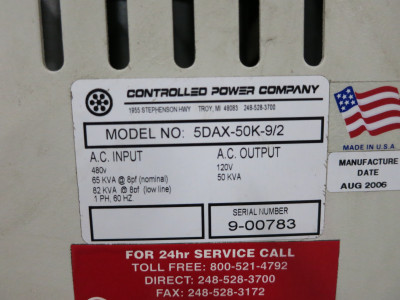 CONTROLLED POWER COMPANY
1955 STEPHENSON HWY TROY, MI 48083 248-528-3700
MODEL NO: 5DAX-50K-9/2
A.C. INPUT A.C. OUTPUT
480v 120V
65 KVA @ 8pf (nominal) 50 KVA
82 KVA @ 6pf (low line)
1 PH, 60 HZ
SERIAL NUMBER
9-00783
MADE IN U.S.A.
MANUFACTURE
DATE
AUG 2006
FOR 24hr SERVICE CALL
TOLL FREE: 800-521-4792
DIRECT: 248-528-3700
FAX: 248-528-3172